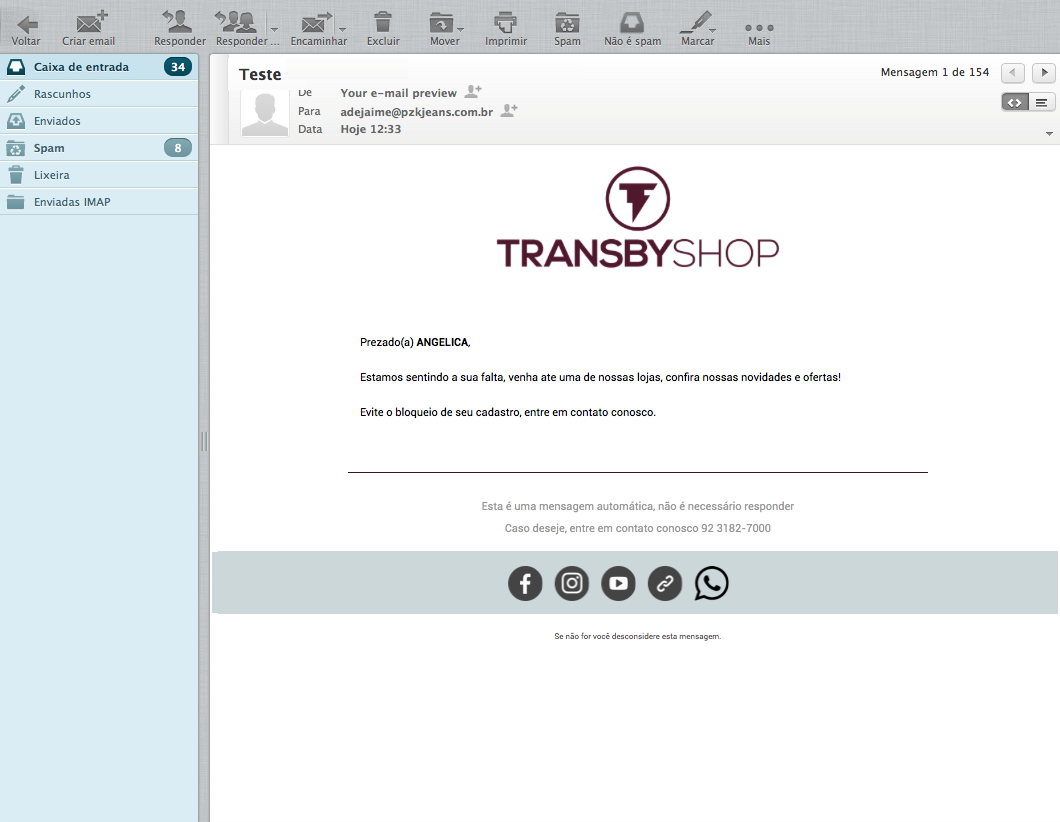 Voltar Criar email Responder Responder ... Encaminhar Excluir Mover Imprimir Spam Não é spam Marcar Mais
Caixa de entrada 34
Rascunhos
Enviados
Spam 8
Lixeira
Enviadas IMAP
Teste
Mensagem 1 de 154
De Your e-mail preview
Para adejaime@pzkjeans.com.br
Data Hoje 12:33
TRANSBYSHOP
Prezado(a) ANGELICA,
Estamos sentindo a sua falta, venha ate uma de nossas lojas, confira nossas novidades e ofertas!
Evite o bloqueio de seu cadastro, entre em contato conosco.
Esta é uma mensagem automática, não é necessário responder
Caso deseje, entre em contato conosco 92 3182-7000
Se não for você desconsidere esta mensagem.